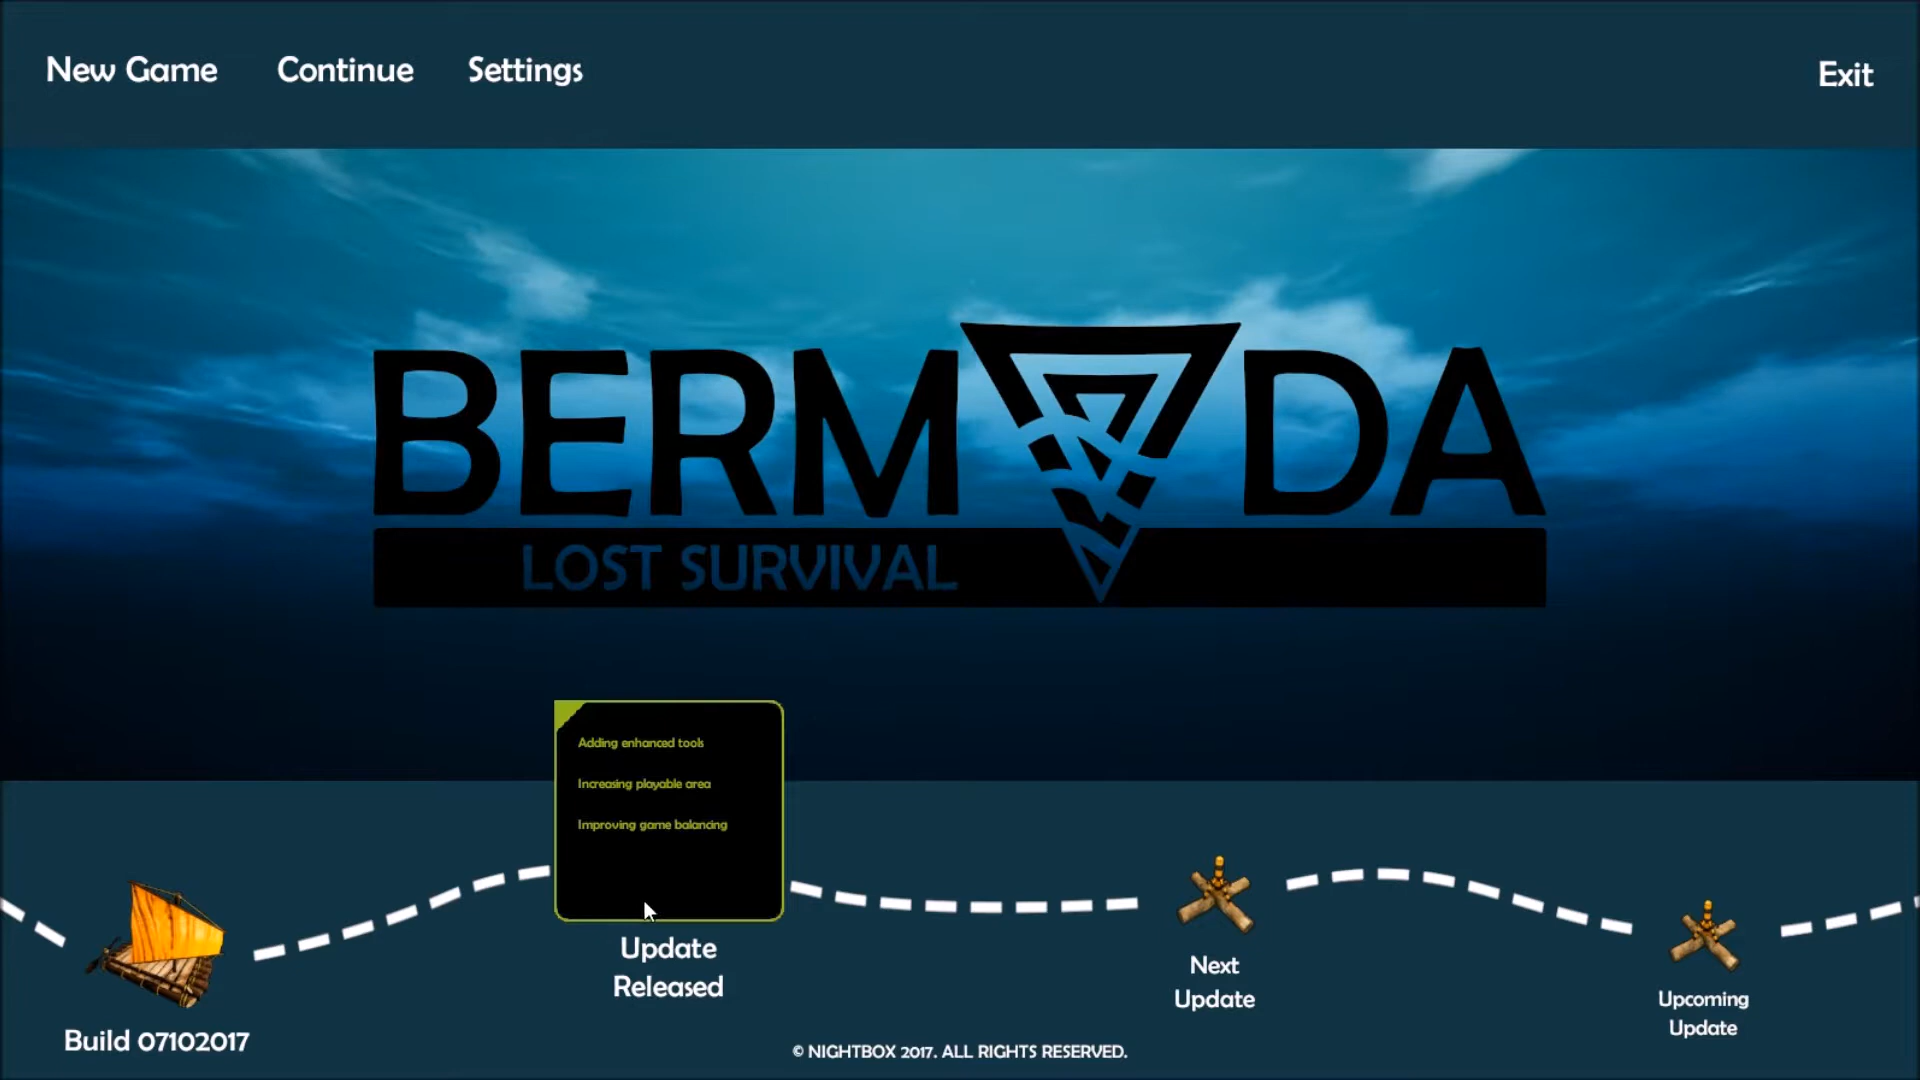 New Game
Continue
Settings
Exit
BERMUDA
LOST SURVIVAL
Adding enhanced tools
Increasing playable area
Improving game balancing
Update
Released
Next
Update
Upcoming
Update
Build 07102017
© NIGHTBOX 2017. ALL RIGHTS RESERVED.